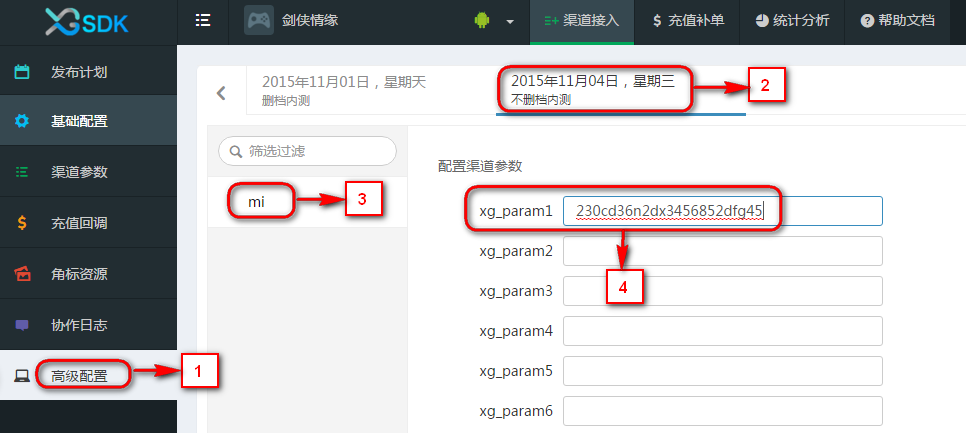 XGSDK
剑侠情缘
渠道接入
$ 充值补单
统计分析
帮助文档
发布计划
基础配置
渠道参数
充值回调
角标资源
协作日志
高级配置
1
2015年11月01日，星期天
删档内测
2015年11月04日，星期三
不删档内测
2
筛选过滤
mi
3
配置渠道参数
xg_param1
230cd36n2dx3456852dfg45
4
xg_param2
xg_param3
xg_param4
xg_param5
xg_param6